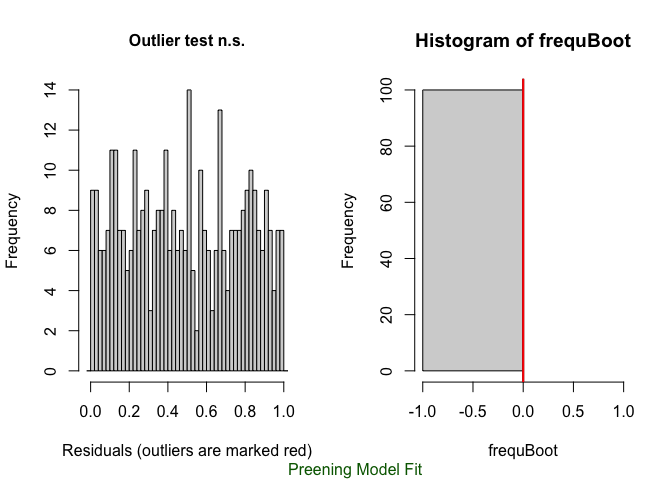 Outlier test n.s.
Frequency
14
12
10
8
6
4
2
0
0.0 0.2 0.4 0.6 0.8 1.0
Residuals (outliers are marked red)
Histogram of frequBoot
Frequency
100
80
60
40
20
0
-1.0 -0.5 0.0 0.5 1.0
frequBoot
Preening Model Fit